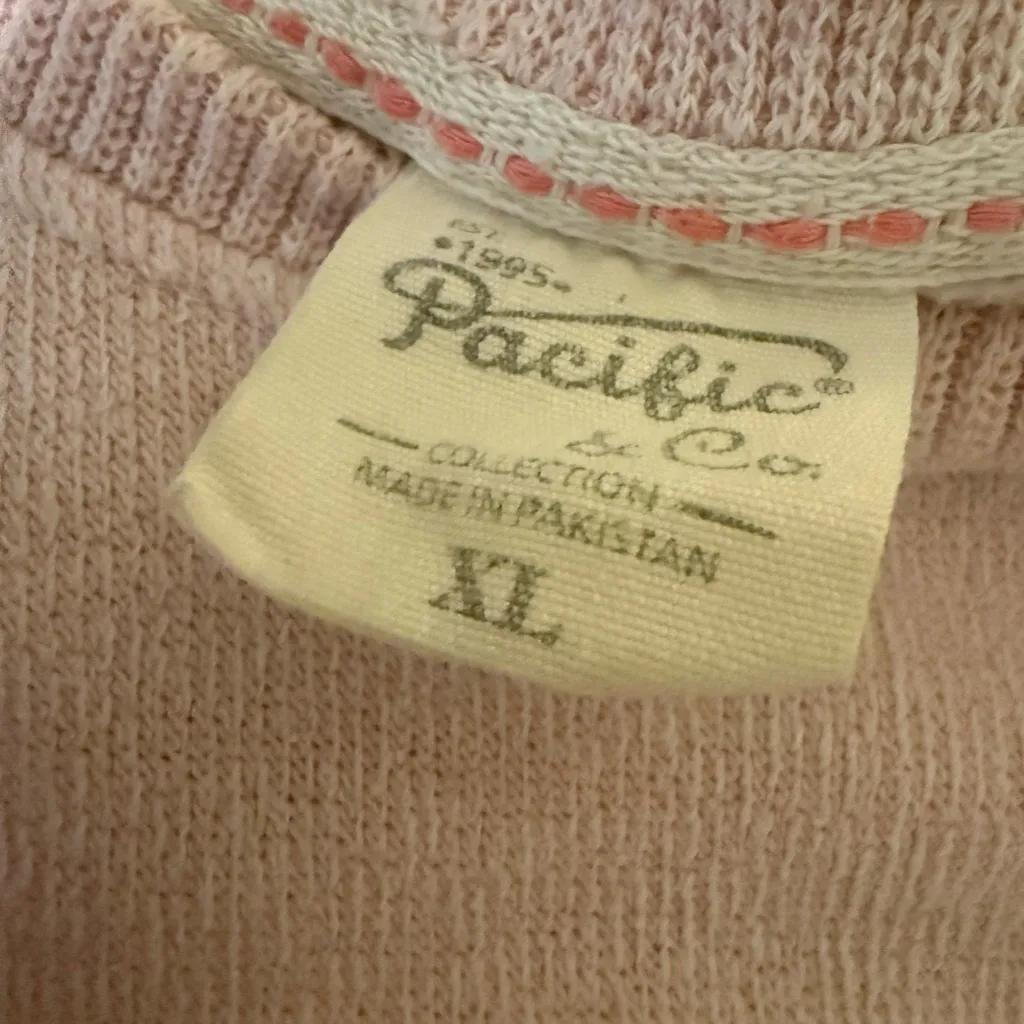 EST.
•1995•
Pacific®
& Co.
COLLECTION
MADE IN PAKISTAN
XL